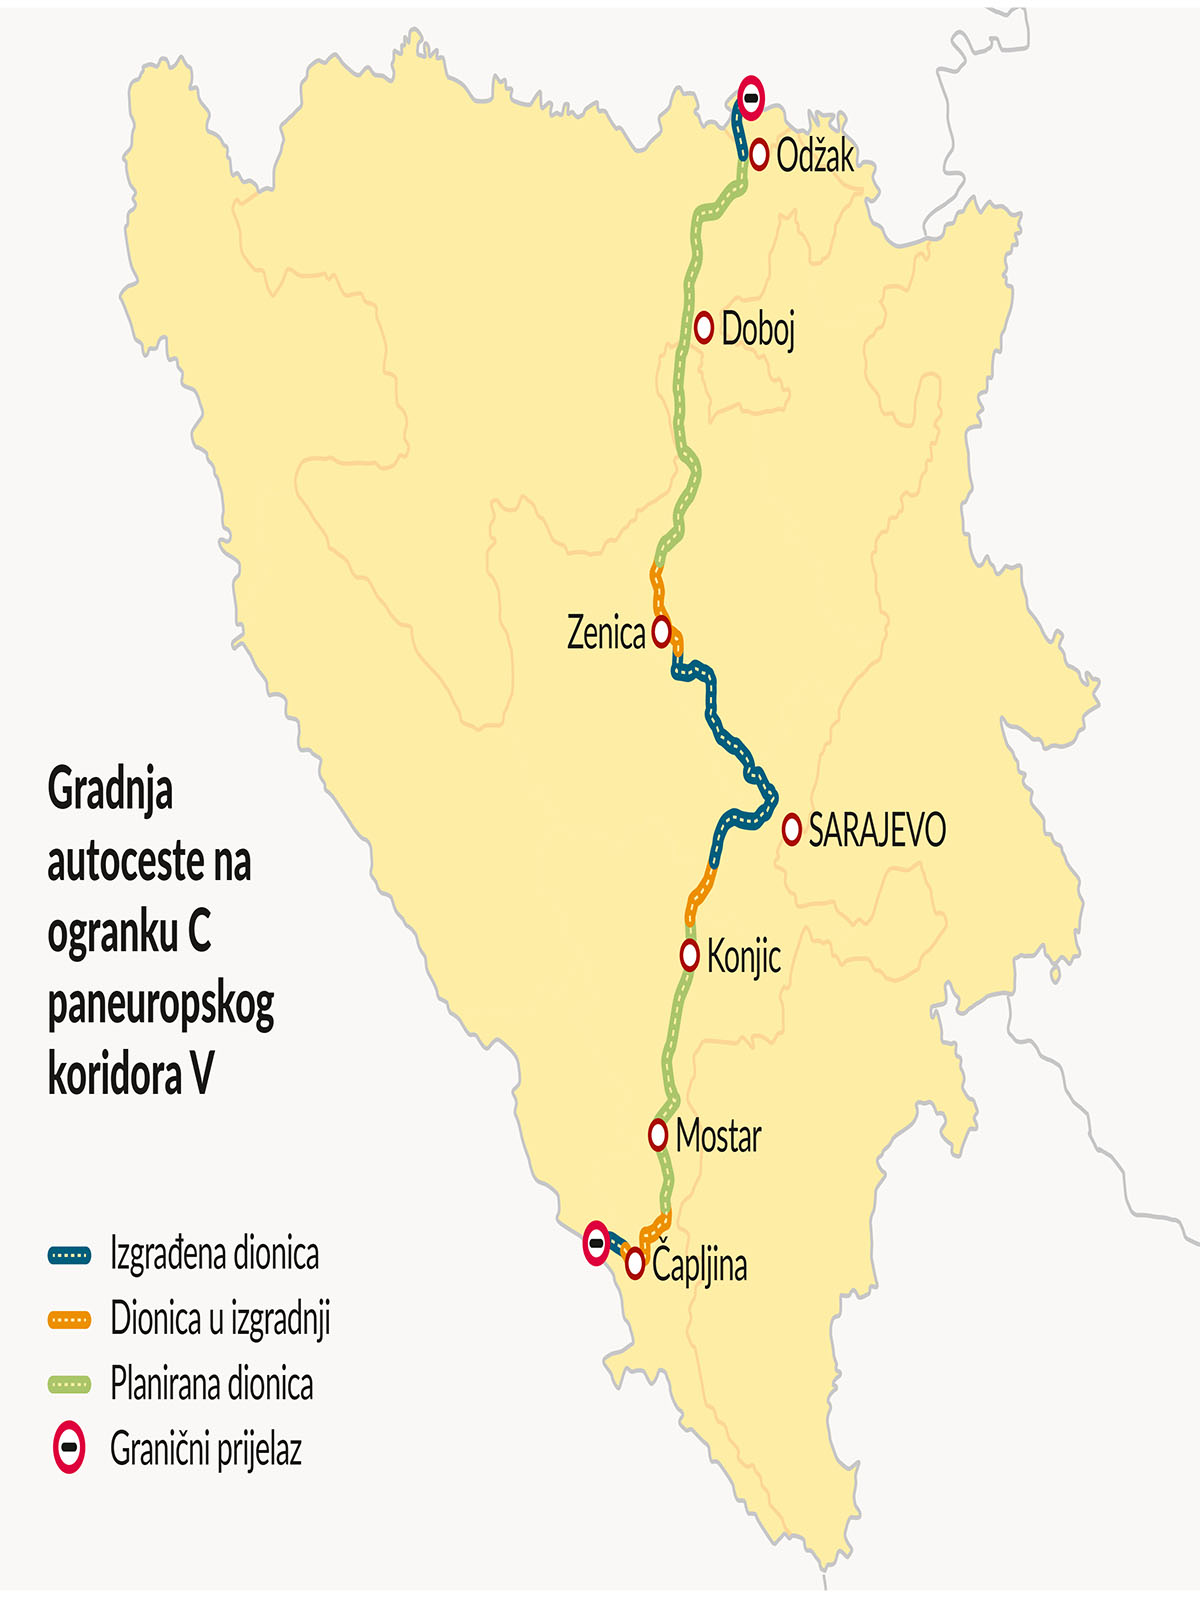 Odžak
Doboj
Zenica
SARAJEVO
Konjic
Mostar
Čapljina
Gradnja
autoceste na
ogranku C
paneuropskog
koridora V
Izgrađena dionica
Dionica u izgradnji
Planirana dionica
Granični prijelaz